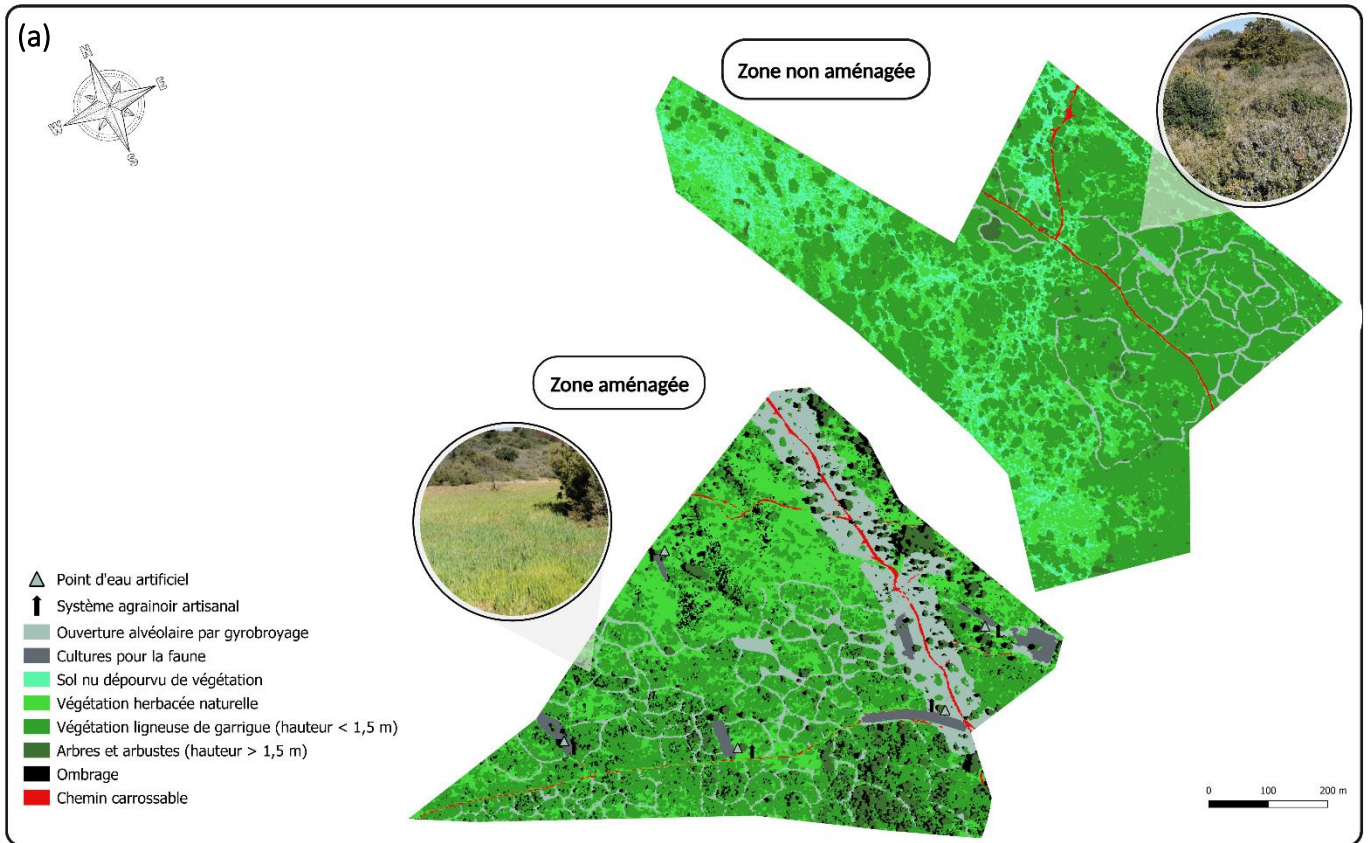 (a)
N
E
W
S
Zone non aménagée
Zone aménagée
Point d'eau artificiel
Système agrainoir artisanal
Ouverture alvéolaire par gyrobroyage
Cultures pour la faune
Sol nu dépourvu de végétation
Végétation herbacée naturelle
Végétation ligneuse de garrigue (hauteur < 1,5 m)
Arbres et arbustes (hauteur > 1,5 m)
Ombrage
Chemin carrossable
0 100 200 m